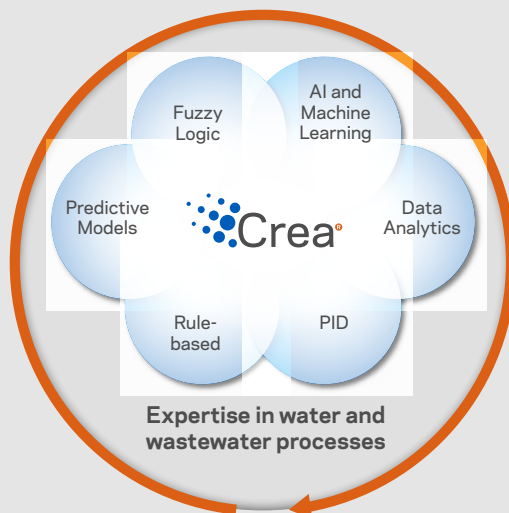 Fuzzy
Logic
AI and
Machine
Learning
Predictive
Models
Crea®
Data
Analytics
Rule-
based
PID
Expertise in water and
wastewater processes